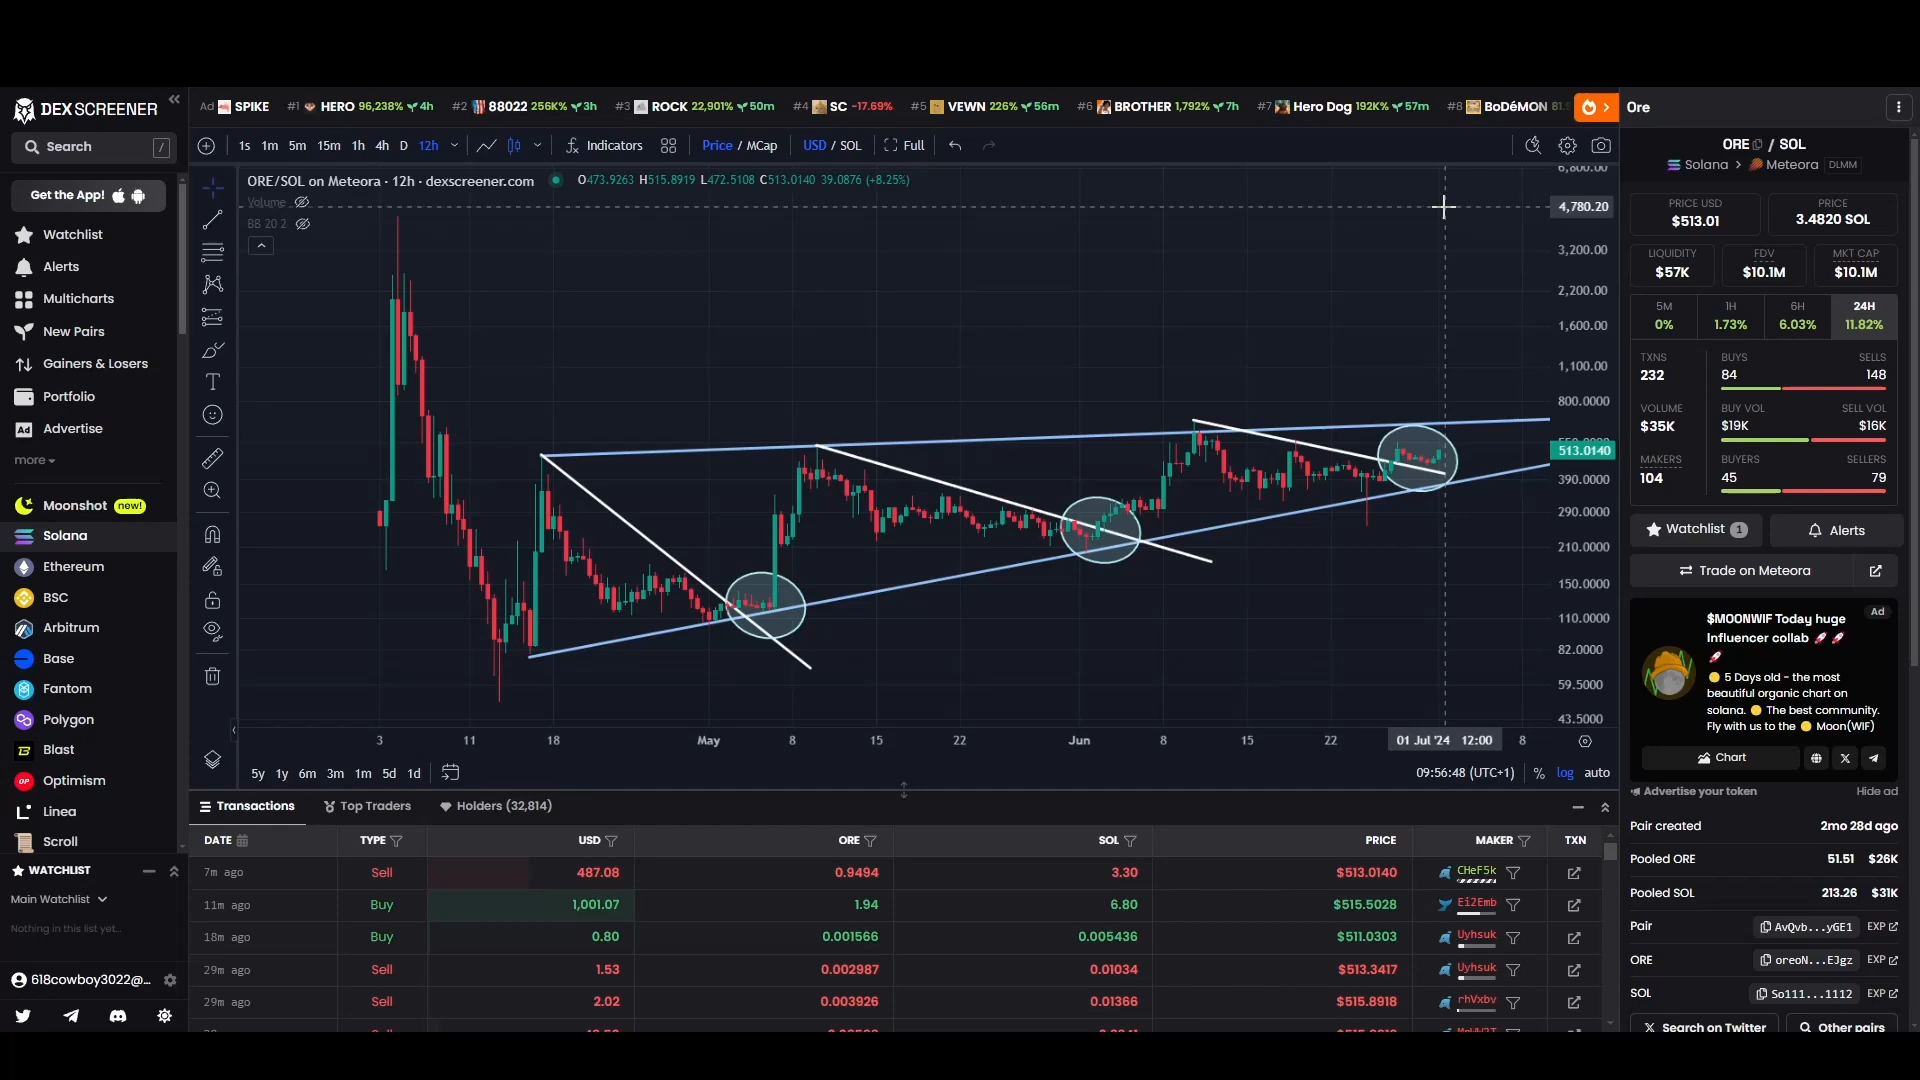 DEX SCREENER
Search /
Get the App!
Watchlist
Alerts
Multicharts
New Pairs
Gainers & Losers
Portfolio
Ad Advertise
more
Moonshot new!
Solana
Ethereum
BSC
Arbitrum
Base
Fantom
Polygon
Blast
OP Optimism
Linea
Scroll
WATCHLIST
Main Watchlist
Nothing in this list yet...
618cowboy3022@...
Ad SPIKE #1 HERO 96,238% 4h #2 88022 256K% 3h #3 ROCK 22,901% 50m #4 SC -17.69% #5 VEWN 226% 56m #6 BROTHER 1,792% 7h #7 Hero Dog 192K% 57m #8 BoDéMON
1s 1m 5m 15m 1h 4h D 12h Indicators Price / MCap USD / SOL Full
ORE/SOL on Meteora · 12h · dexscreener.com O473.9263 H515.8919 L472.5108 C513.0140 39.0876 (+8.25%)
Volume
BB 20 2
6,800.00
4,780.20
3,200.00
2,200.00
1,600.00
1,100.00
800.0000
513.0140
390.0000
290.0000
210.0000
150.0000
110.0000
82.0000
59.5000
43.5000
3 11 18 May 8 15 22 Jun 8 15 22 01 Jul '24 12:00 8
5y 1y 6m 3m 1m 5d 1d 09:56:48 (UTC+1) % log auto
Transactions Top Traders Holders (32,814)
DATE TYPE USD ORE SOL PRICE MAKER TXN
7m ago Sell 487.08 0.9494 3.30 $513.0140 CHeF5k
11m ago Buy 1,001.07 1.94 6.80 $515.5028 Ei2Emb
18m ago Buy 0.80 0.001566 0.005436 $511.0303 Uyhsuk
29m ago Sell 1.53 0.002987 0.01034 $513.3417 Uyhsuk
29m ago Sell 2.02 0.003926 0.01366 $515.8918 rhVxbv
Ore
ORE / SOL
Solana > Meteora DLMM
PRICE USD
$513.01
PRICE
3.4820 SOL
LIQUIDITY
$57K
FDV
$10.1M
MKT CAP
$10.1M
5M 1H 6H 24H
0% 1.73% 6.03% 11.82%
TXNS BUYS SELLS
232 84 148
VOLUME BUY VOL SELL VOL
$35K $19K $16K
MAKERS BUYERS SELLERS
104 45 79
Watchlist 1
Alerts
Trade on Meteora
Ad
$MOONWIF Today huge
Influencer collab
5 Days old - the most
beautiful organic chart on
solana. The best community.
Fly with us to the Moon(WIF)
Chart
Advertise your token Hide ad
Pair created 2mo 28d ago
Pooled ORE 51.51 $26K
Pooled SOL 213.26 $31K
Pair AvQvb...yGE1 EXP
ORE oreoN...EJgz EXP
SOL So111...1112 EXP
Search on Twitter
Other pairs